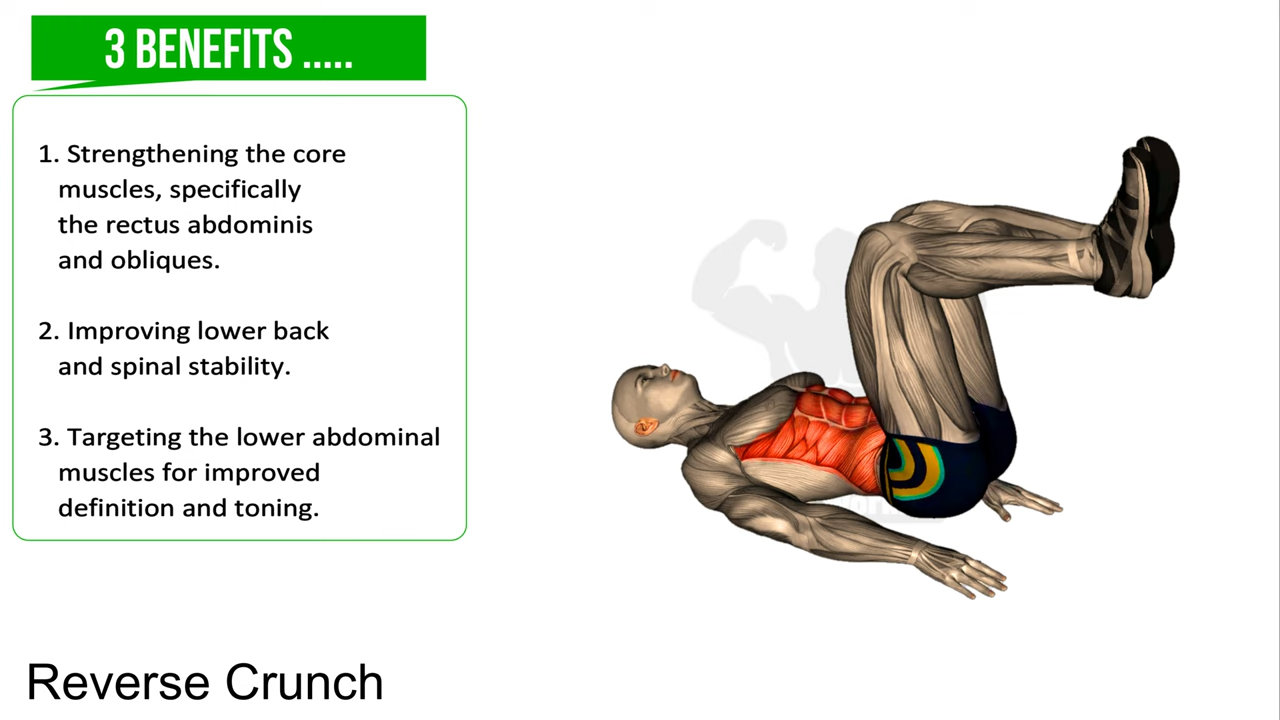 3 BENEFITS .....
1. Strengthening the core
muscles, specifically
the rectus abdominis
and obliques.
2. Improving lower back
and spinal stability.
3. Targeting the lower abdominal
muscles for improved
definition and toning.
Reverse Crunch